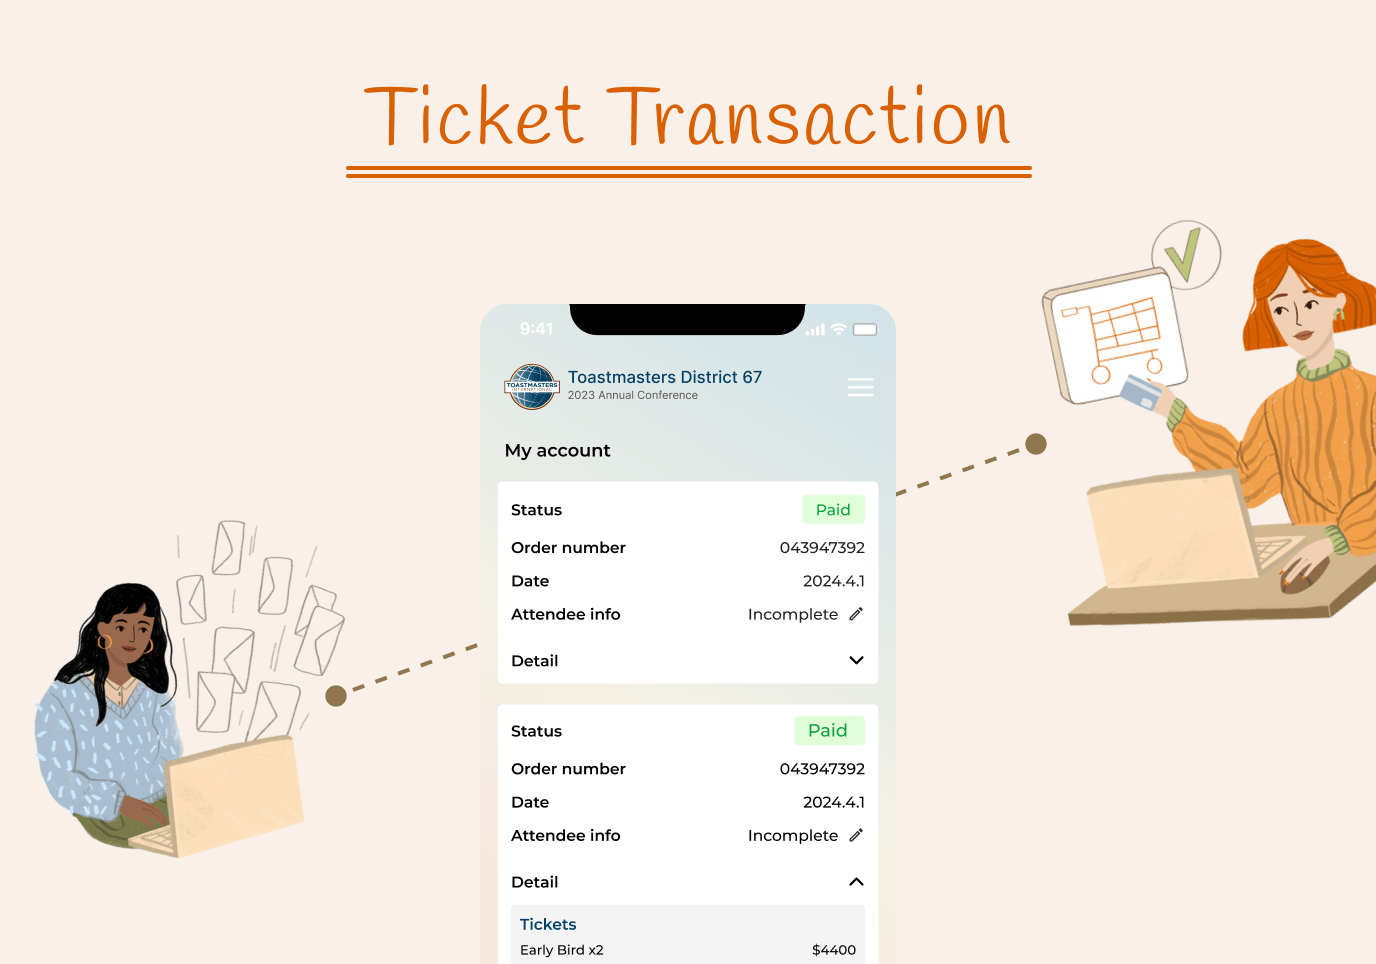 Ticket Transaction
9:41
TOASTMASTERS
INTERNATIONAL
Toastmasters District 67
2023 Annual Conference
My account
Status Paid
Order number 043947392
Date 2024.4.1
Attendee info Incomplete
Detail
Status Paid
Order number 043947392
Date 2024.4.1
Attendee info Incomplete
Detail
Tickets
Early Bird x2 $4400